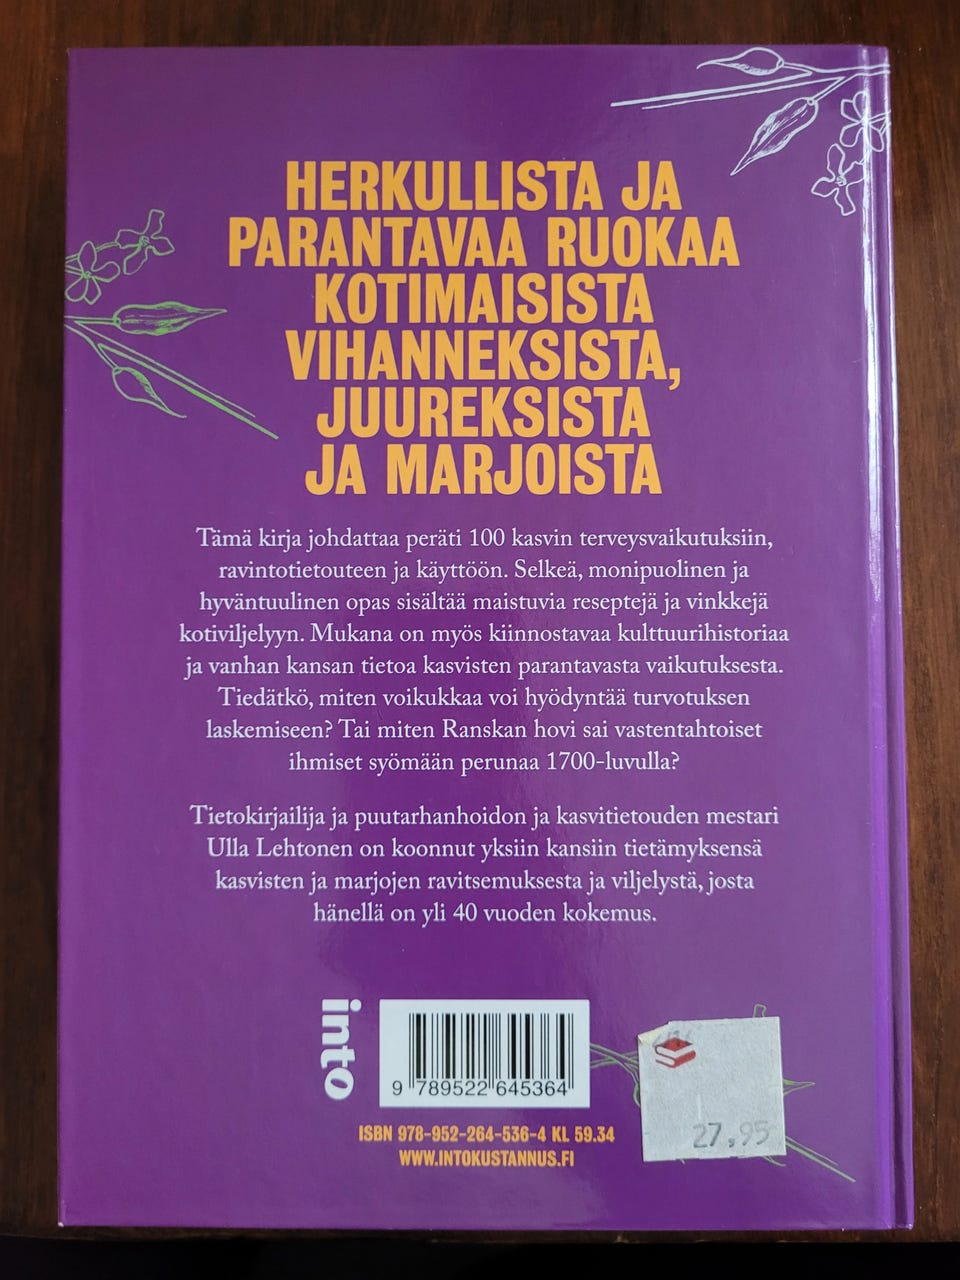 HERKULLISTA JA
PARANTAVAA RUOKAA
KOTIMAISISTA
VIHANNEKSISTA,
JUUREKSISTA
JA MARJOISTA
Tämä kirja johdattaa peräti 100 kasvin terveysvaikutuksiin,
ravintotietouteen ja käyttöön. Selkeä, monipuolinen ja
hyväntuulinen opas sisältää maistuvia reseptejä ja vinkkejä
kotiviljelyyn. Mukana on myös kiinnostavaa kulttuurihistoriaa
ja vanhan kansan tietoa kasvisten parantavasta vaikutuksesta.
Tiedätkö, miten voikukkaa voi hyödyntää turvotuksen
laskemiseen? Tai miten Ranskan hovi sai vastentahtoiset
ihmiset syömään perunaa 1700-luvulla?
Tietokirjailija ja puutarhanhoidon ja kasvitietouden mestari
Ulla Lehtonen on koonnut yksiin kansiin tietämyksensä
kasvisten ja marjojen ravitsemuksesta ja viljelystä, josta
hänellä on yli 40 vuoden kokemus.
into
9 789522 645364
ISBN 978-952-264-536-4 KL 59.34
WWW.INTOKUSTANNUS.FI
27.95